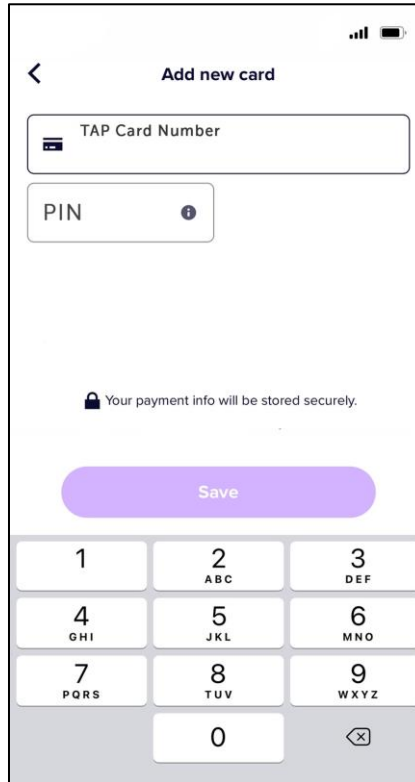 Add new card
TAP Card Number
PIN
Your payment info will be stored securely.
Save
1 2 3
ABC DEF
4 5 6
GHI JKL MNO
7 8 9
PQRS TUV WXYZ
0